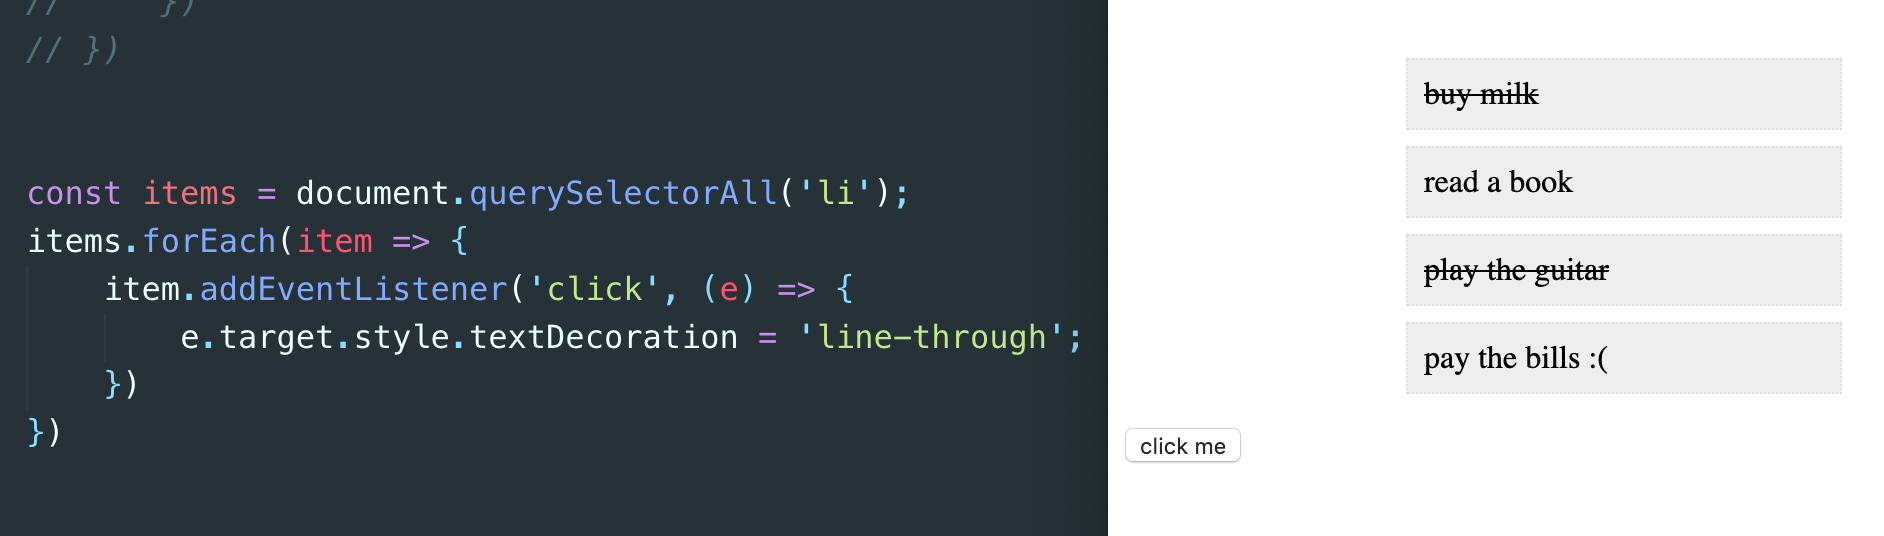 //     })
// })
const items = document.querySelectorAll('li');
items.forEach(item => {
    item.addEventListener('click', (e) => {
        e.target.style.textDecoration = 'line-through';
    })
})
buy milk
read a book
play the guitar
pay the bills :(
click me